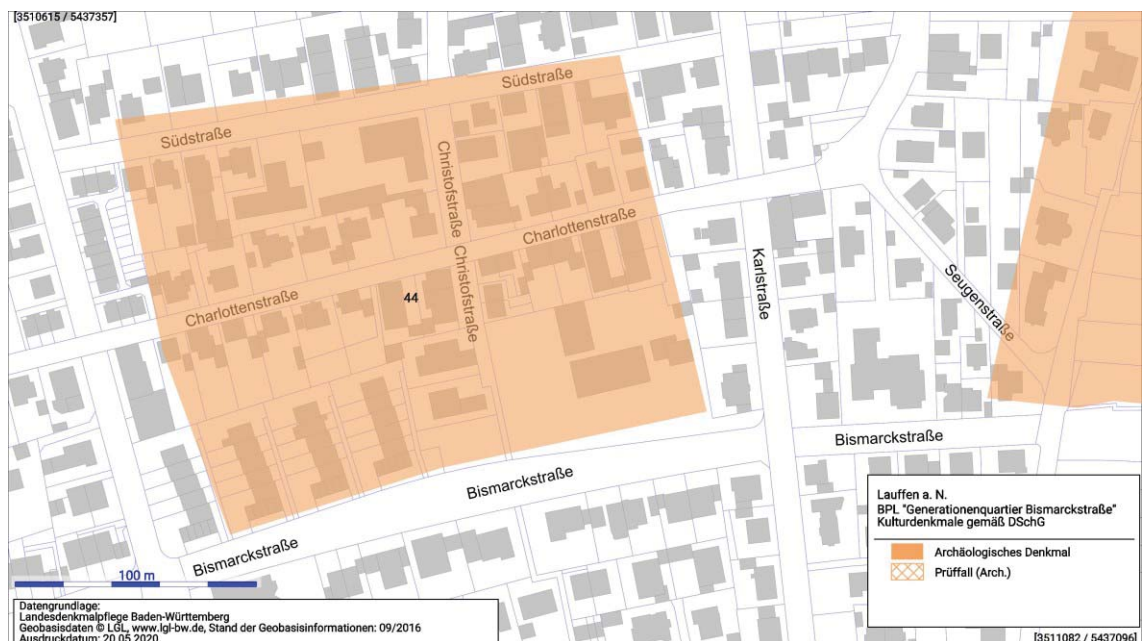 [3510615 / 5437357]
Südstraße
Südstraße
Christofstraße
Charlottenstraße
Christofstraße
Karlstraße
Seugenstraße
44
Charlottenstraße
Bismarckstraße
Bismarckstraße
Bismarckstraße
100 m
Lauffen a. N.
BPL "Generationenquartier Bismarckstraße"
Kulturdenkmale gemäß DSchG
Archäologisches Denkmal
Prüffall (Arch.)
Datengrundlage:
Landesdenkmalpflege Baden-Württemberg
Geobasisdaten © LGL, www.lgl-bw.de, Stand der Geobasisinformationen: 09/2016
Ausdruckdatum: 20.05.2020
[3511082 / 5437090]